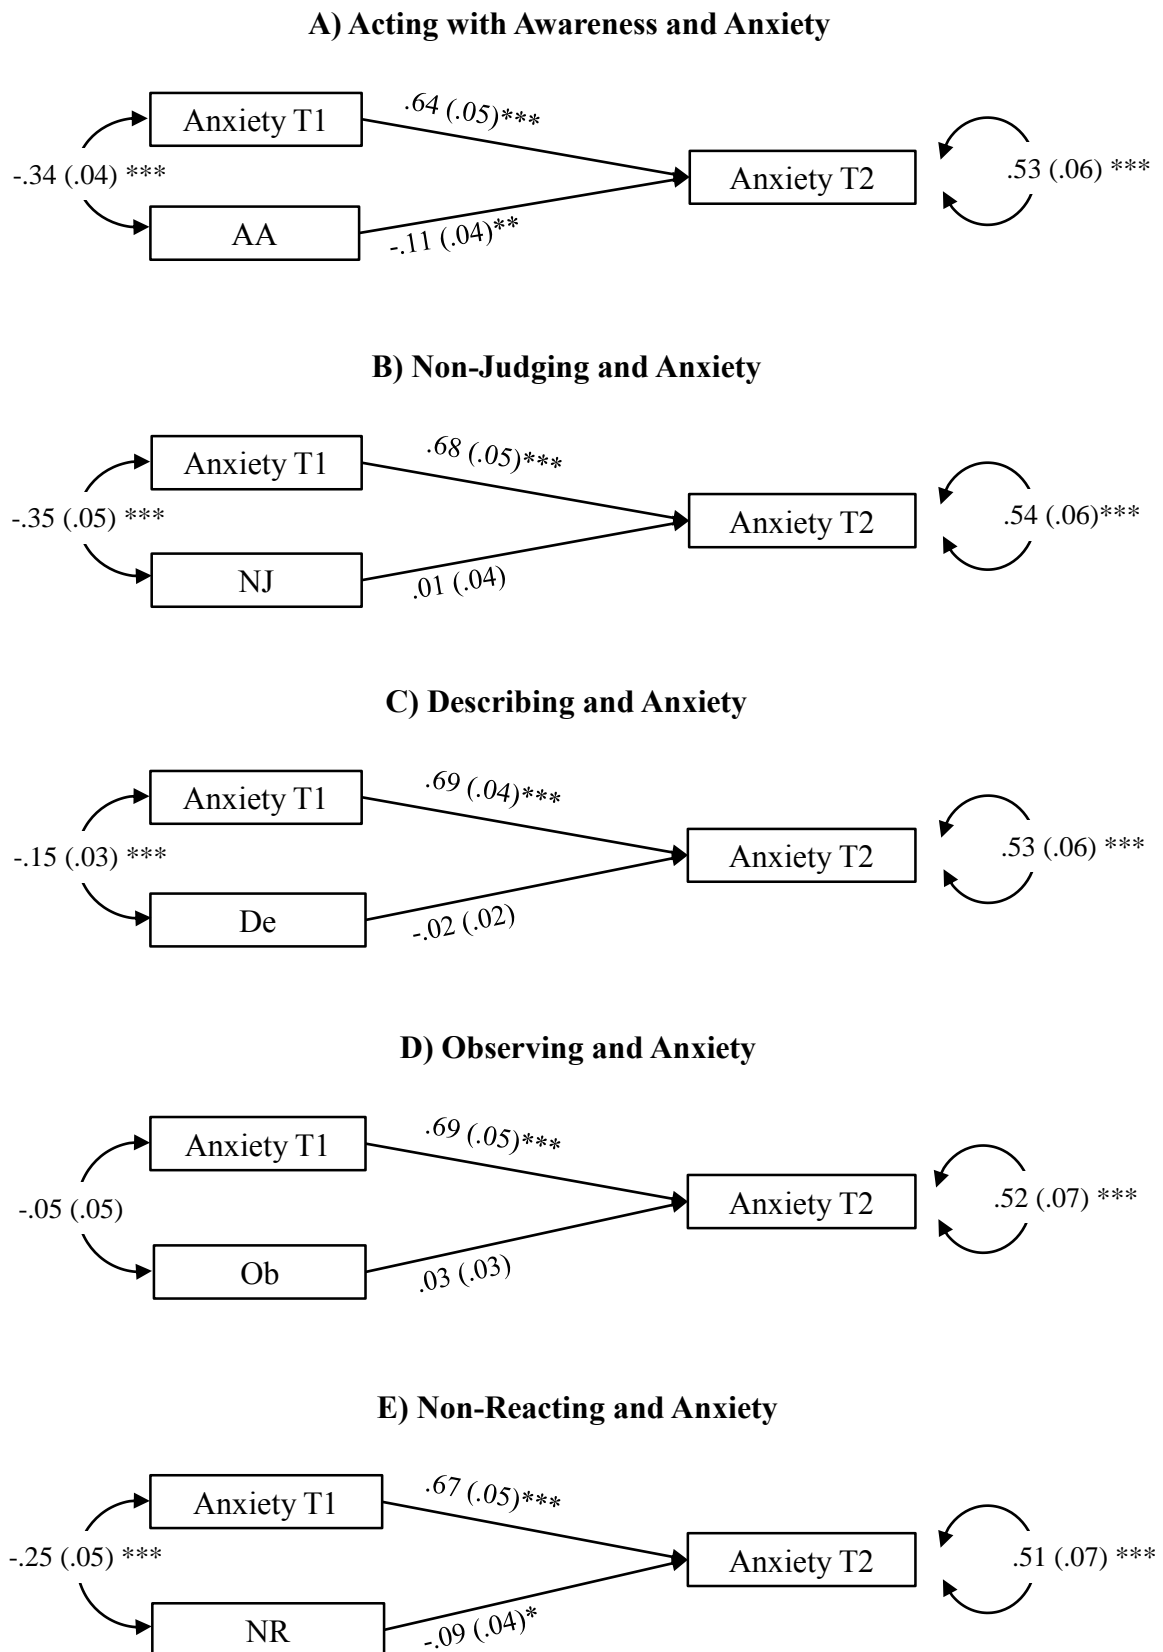 A) Acting with Awareness and Anxiety
Anxiety T1
.64 (.05)***
-.34 (.04) ***
Anxiety T2
.53 (.06) ***
AA
-.11 (.04)**
B) Non-Judging and Anxiety
Anxiety T1
.68 (.05)***
-.35 (.05) ***
Anxiety T2
.54 (.06)***
NJ
.01 (.04)
C) Describing and Anxiety
Anxiety T1
.69 (.04)***
-.15 (.03) ***
Anxiety T2
.53 (.06) ***
De
-.02 (.02)
D) Observing and Anxiety
Anxiety T1
.69 (.05)***
-.05 (.05)
Anxiety T2
.52 (.07) ***
Ob
.03 (.03)
E) Non-Reacting and Anxiety
Anxiety T1
.67 (.05)***
-.25 (.05) ***
Anxiety T2
.51 (.07) ***
NR
-.09 (.04)*